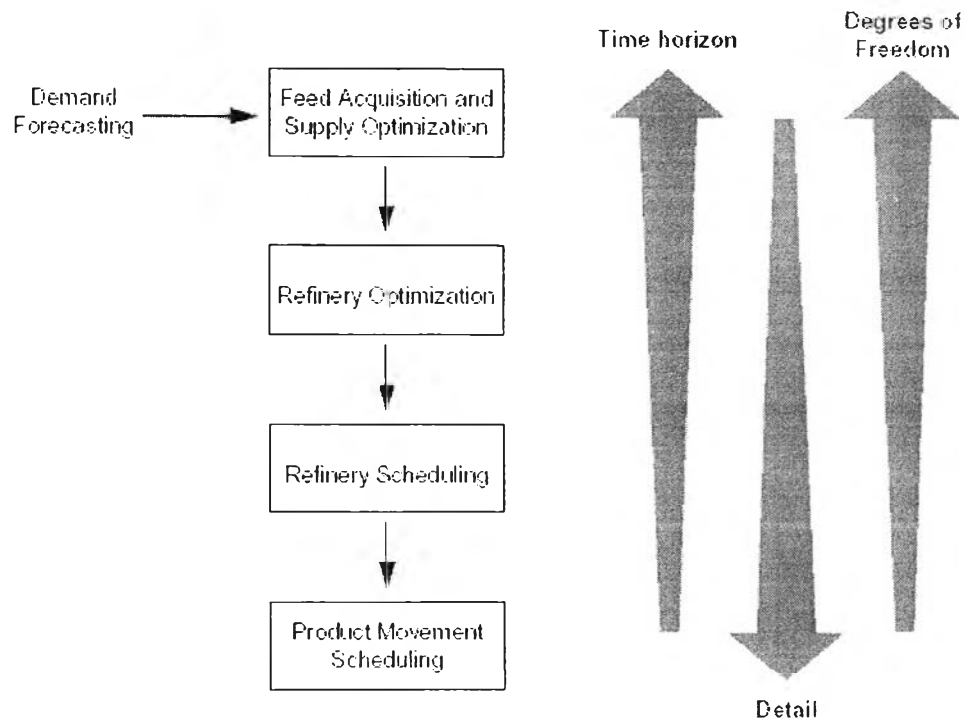 Demand
Forecasting
Feed Acquisition and
Supply Optimization
Refinery Optimization
Refinery Scheduling
Product Movement
Scheduling
Time horizon
Degrees of
Freedom
Detail